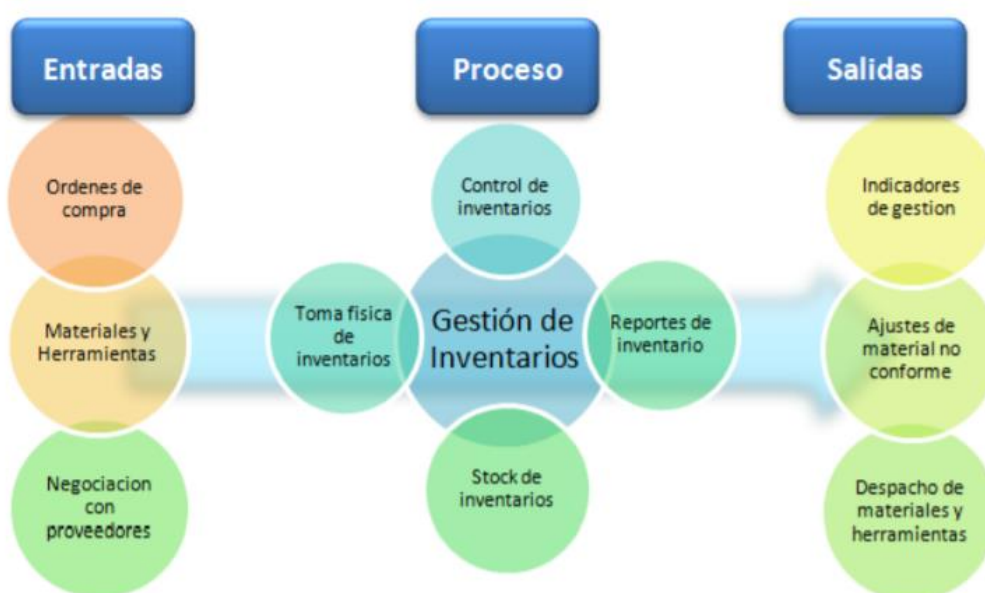 Entradas
Proceso
Salidas
Ordenes de
compra
Materiales y
Herramientas
Negociacion
con
proveedores
Control de
inventarios
Toma fisica
de
inventarios
Gestión de
Inventarios
Reportes de
inventario
Stock de
inventarios
Indicadores
de gestion
Ajustes de
material no
conforme
Despacho de
materiales y
herramientas